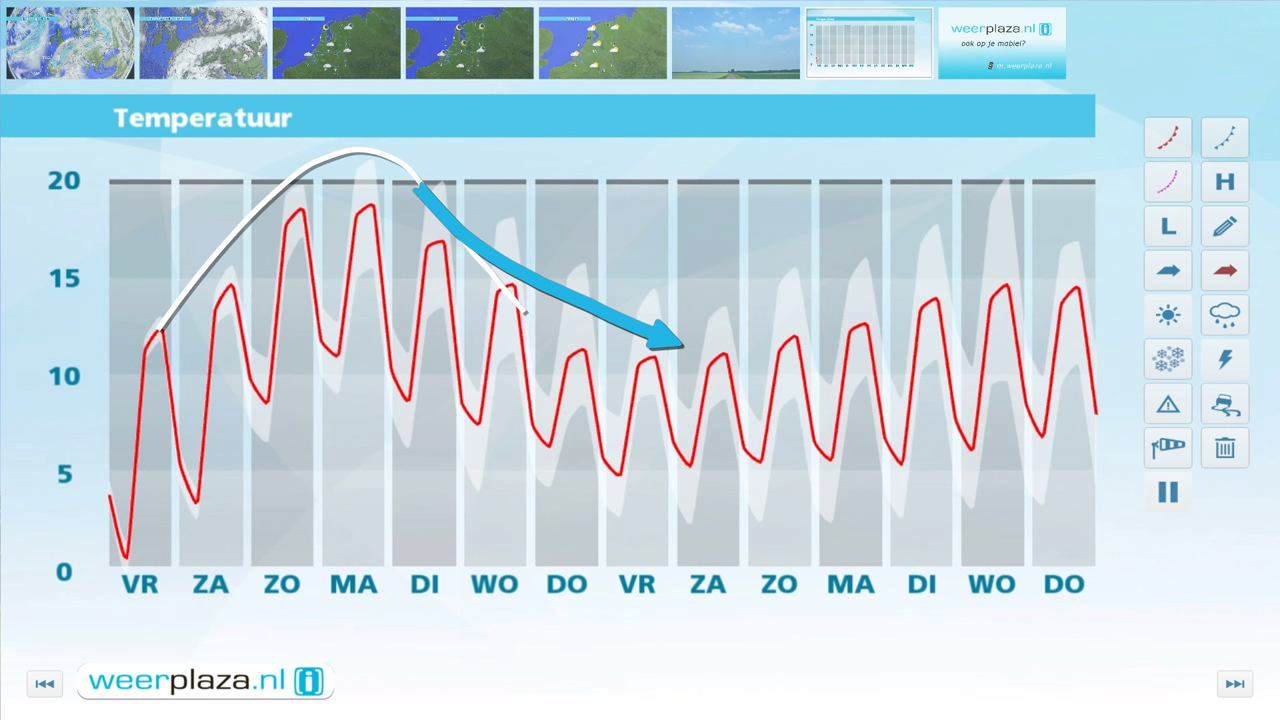 weerplaza.nl i
ook op je mobiel?
m.weerplaza.nl
Temperatuur
20
15
10
5
0
VR ZA ZO MA DI WO DO VR ZA ZO MA DI WO DO
H
L
weerplaza.nl i